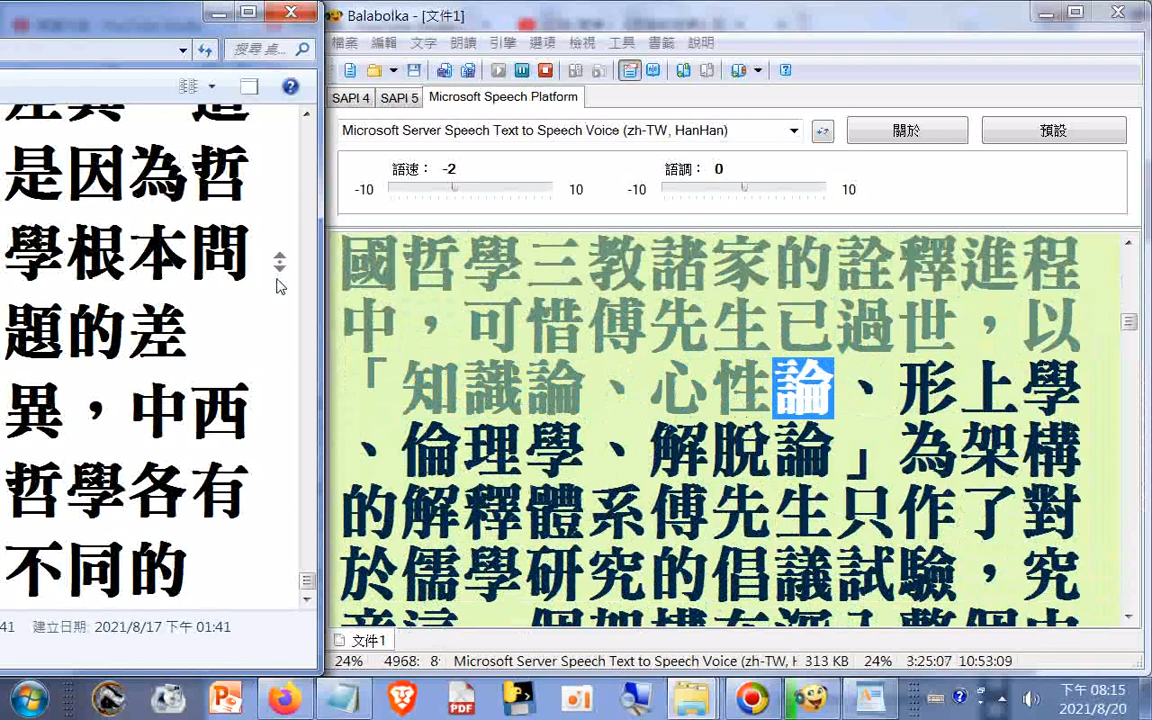 搜尋 桌...
是因為哲
學根本問
題的差
異，中西
哲學各有
不同的
41 建立日期: 2021/8/17 下午 01:41
Balabolka - [文件1]
檔案 編輯 文字 朗讀 引擎 選項 檢視 工具 書籤 說明
SAPI 4 SAPI 5 Microsoft Speech Platform
Microsoft Server Speech Text to Speech Voice (zh-TW, HanHan) 關於 預設
語速： -2 語調： 0
-10 10 -10 10
國哲學三教諸家的詮釋進程
中，可惜傅先生已過世，以
「知識論、心性論、形上學
、倫理學、解脫論」為架構
的解釋體系傅先生只作了對
於儒學研究的倡議試驗，究
文件1
24% 4968: 8 Microsoft Server Speech Text to Speech Voice (zh-TW, H 313 KB 24% 3:25:07 10:53:09
下午 08:15
2021/8/20